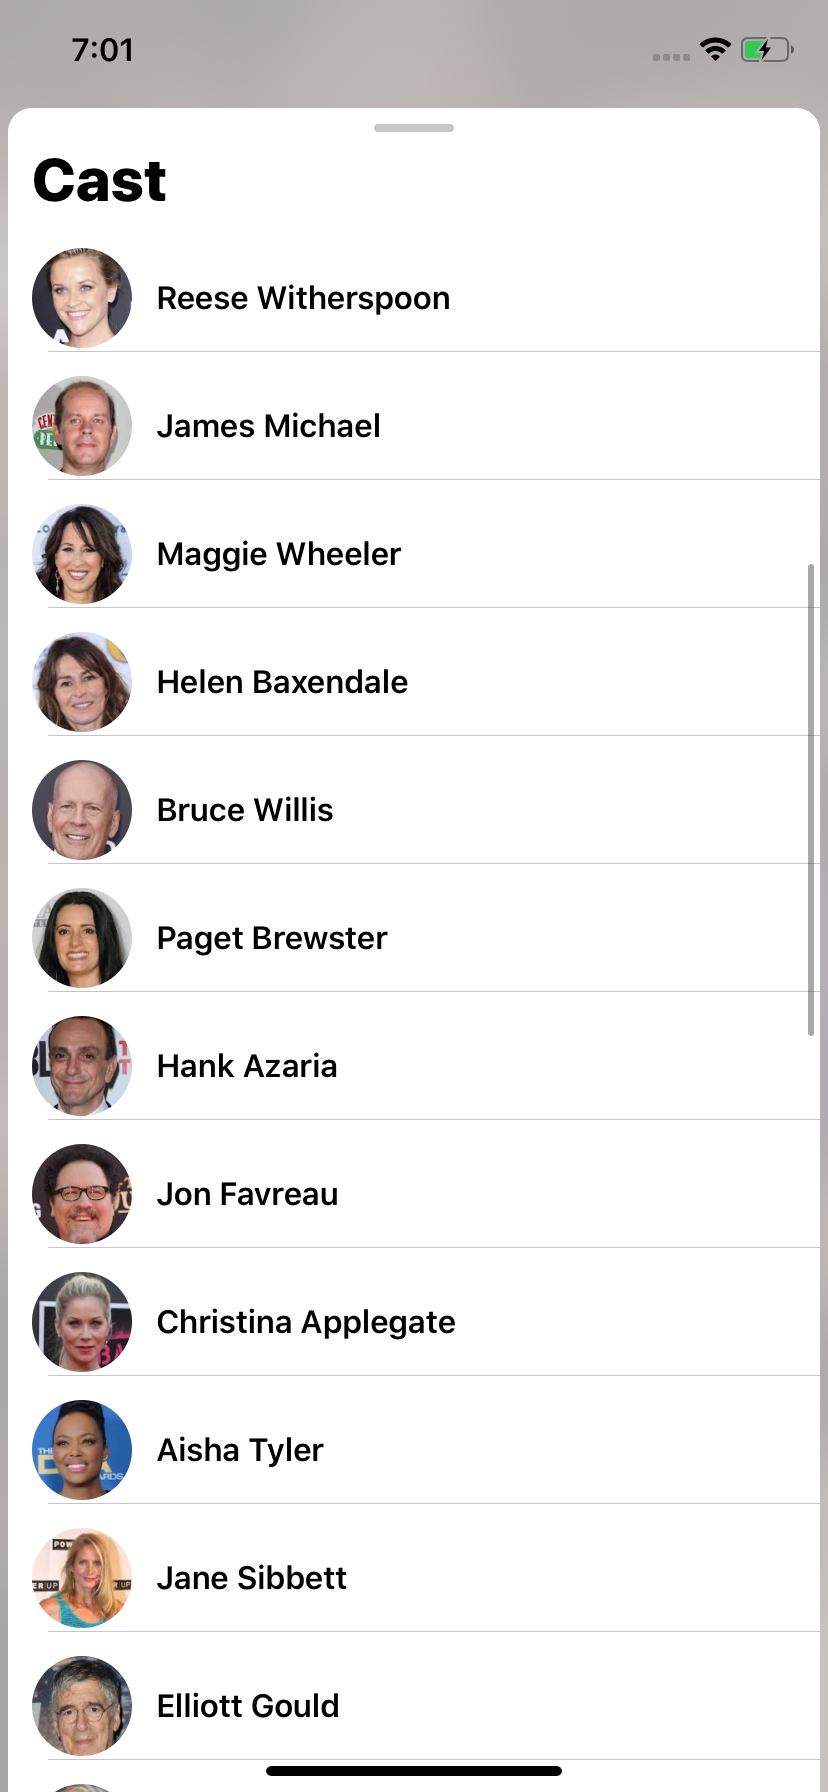 7:01
Cast
Reese Witherspoon
James Michael
Maggie Wheeler
Helen Baxendale
Bruce Willis
Paget Brewster
Hank Azaria
Jon Favreau
Christina Applegate
Aisha Tyler
Jane Sibbett
Elliott Gould